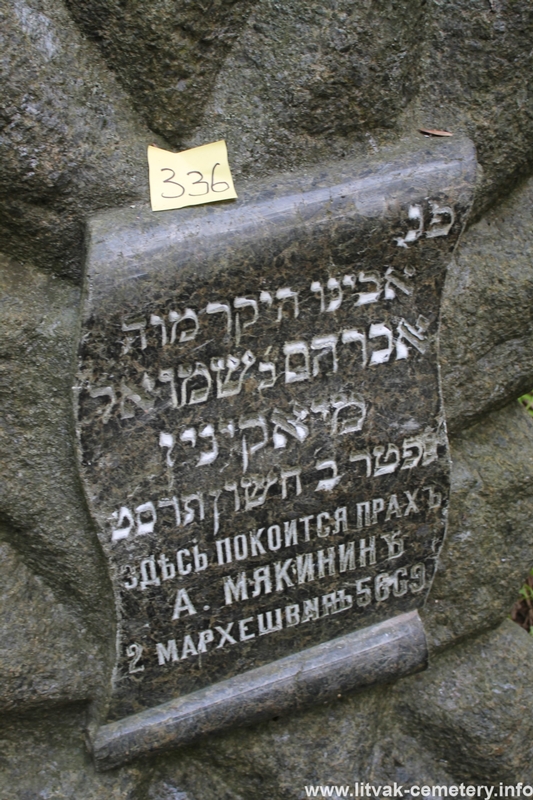 336
פנ
אבינו היקר מוה
אברהם ב שמואל
מיאקינין
נפטר ב חשון תרסט
ЗДѢСЬ ПОКОИТСЯ ПРАХЪ
А. МЯКИНИНЪ
2 МАРХЕШВАНЪ 5669
www.litvak-cemetery.info